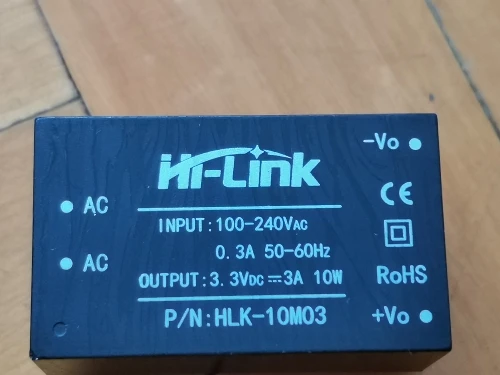 -Vo
Hi-Link
CE
AC
INPUT:100-240VAC
AC
0.3A 50-60Hz
RoHS
OUTPUT:3.3VDC⎓3A 10W
P/N:HLK-10M03
+Vo